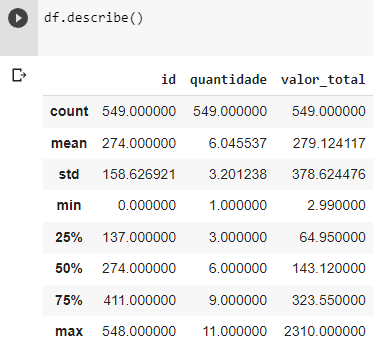 df.describe()
id quantidade valor_total
count 549.000000 549.000000 549.000000
mean 274.000000 6.045537 279.124117
std 158.626921 3.201238 378.624476
min 0.000000 1.000000 2.990000
25% 137.000000 3.000000 64.950000
50% 274.000000 6.000000 143.120000
75% 411.000000 9.000000 323.550000
max 548.000000 11.000000 2310.000000